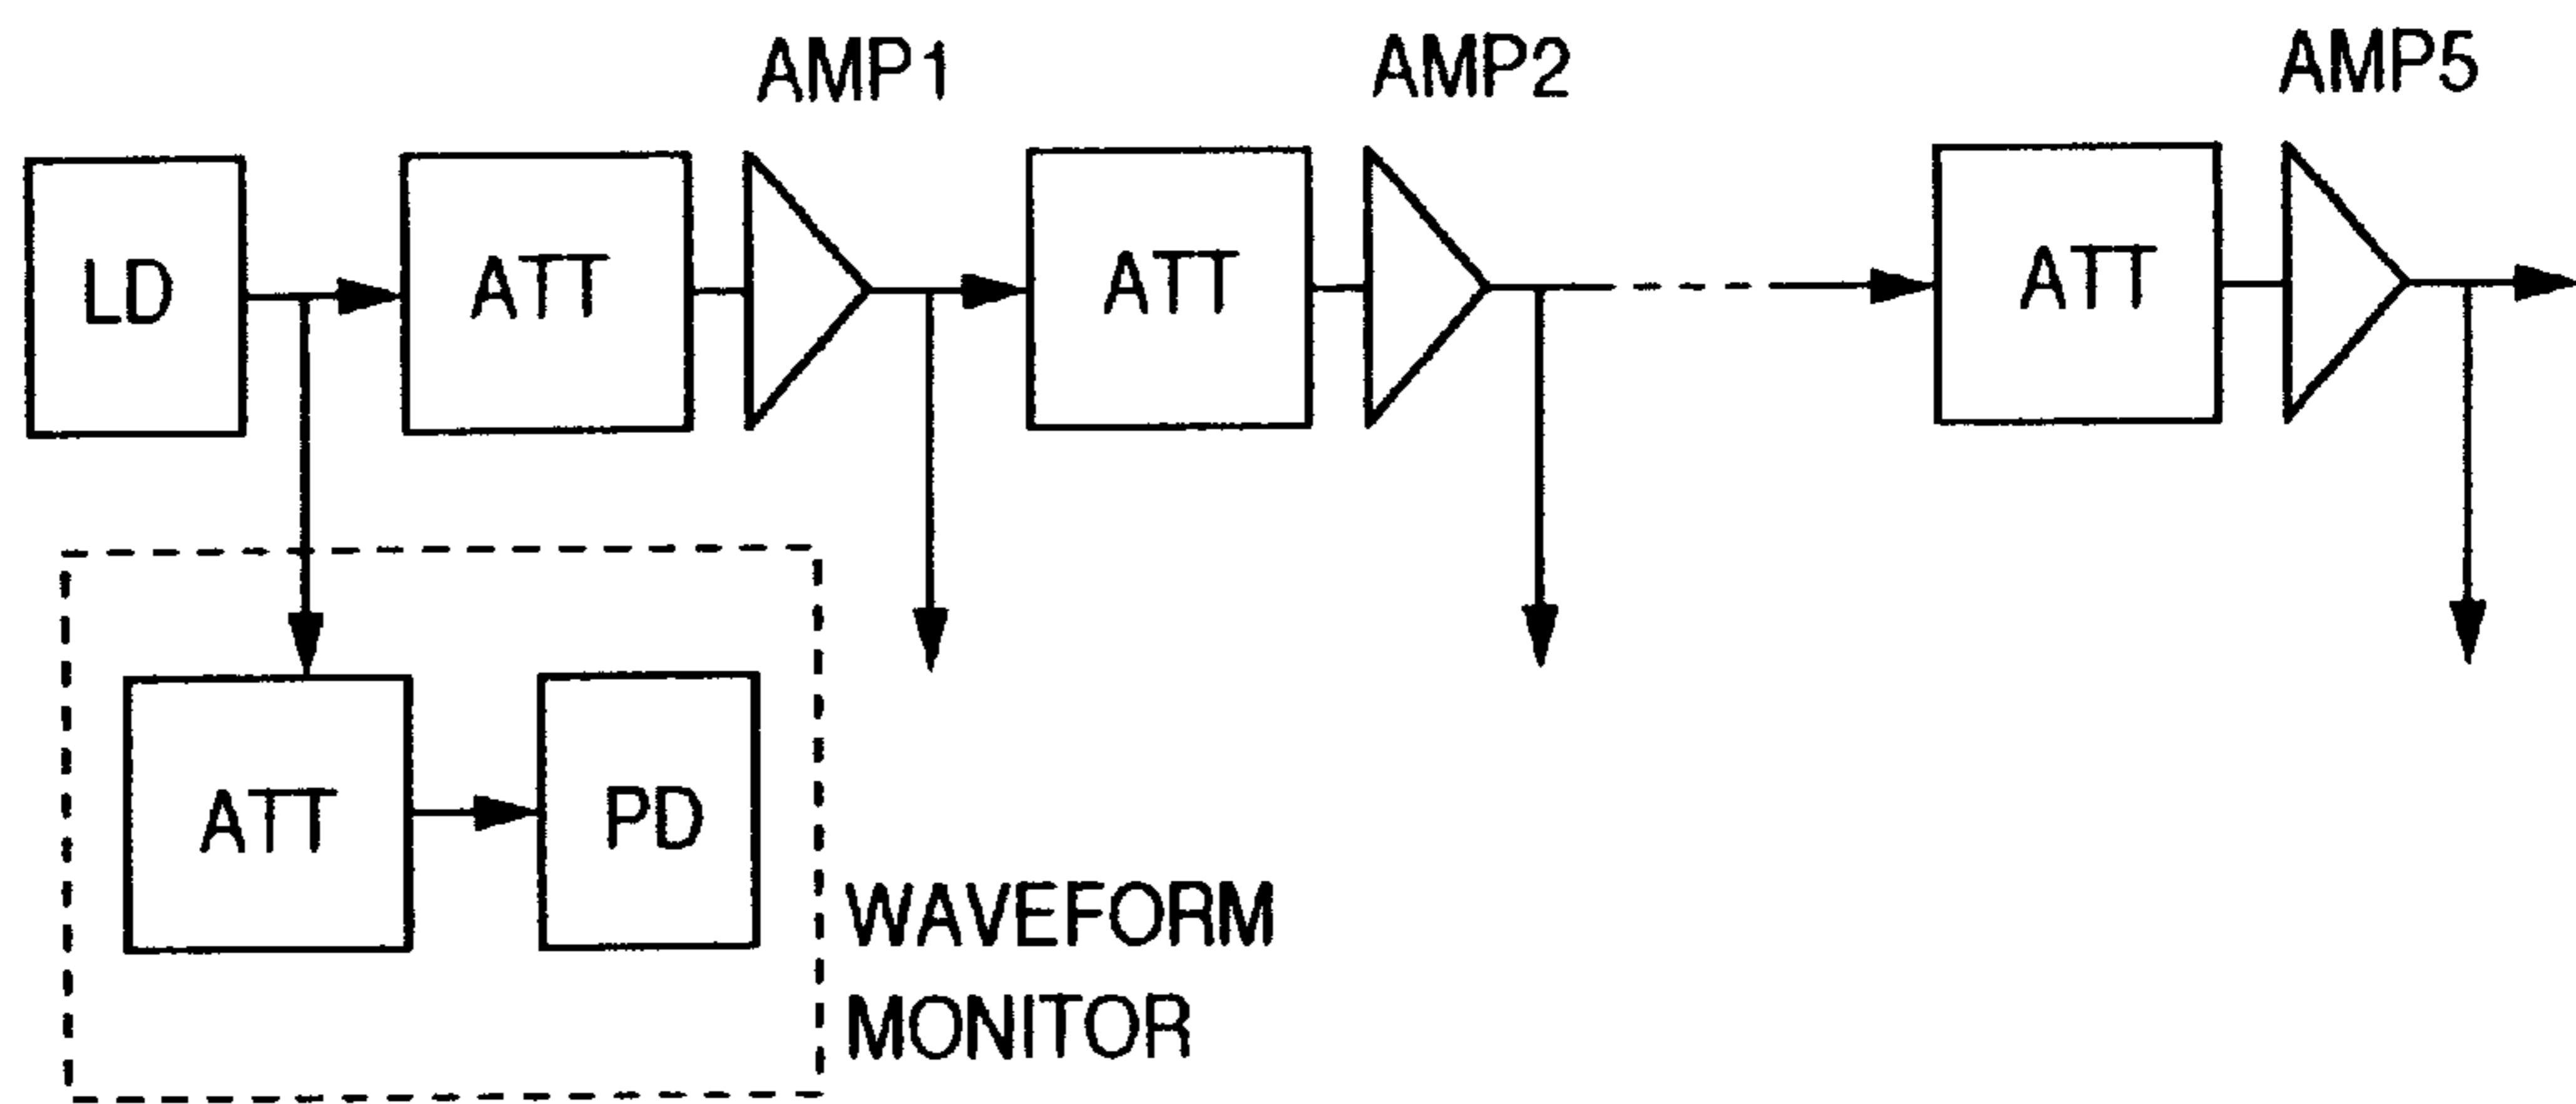 AMP1
AMP2
AMP5
LD
ATT
ATT
ATT
ATT
PD
WAVEFORM
MONITOR